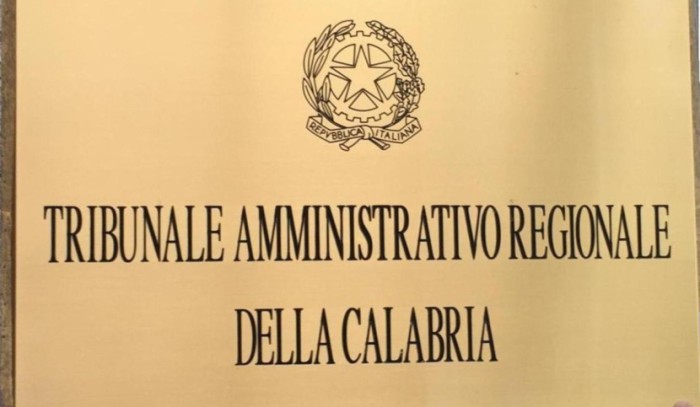 REPVBBLICA ITALIANA
TRIBUNALE AMMINISTRATIVO REGIONALE
DELLA CALABRIA